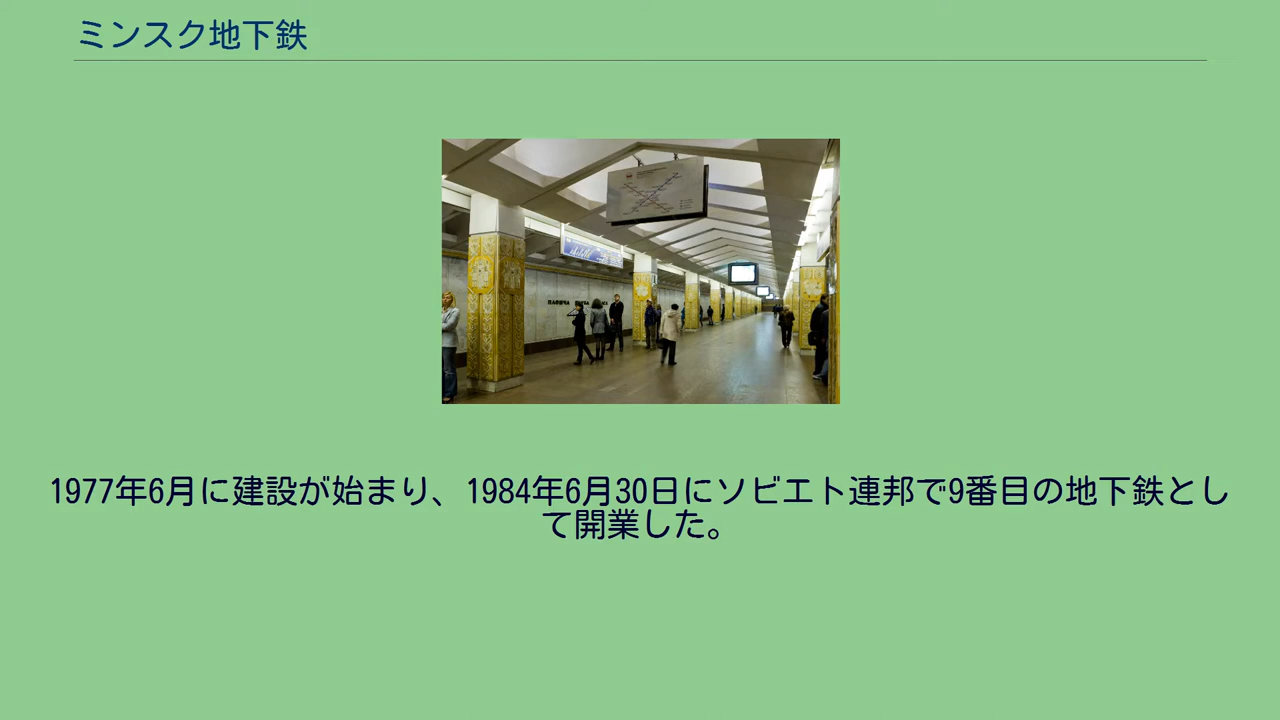 ミンスク地下鉄
1977年6月に建設が始まり、1984年6月30日にソビエト連邦で9番目の地下鉄とし
て開業した。